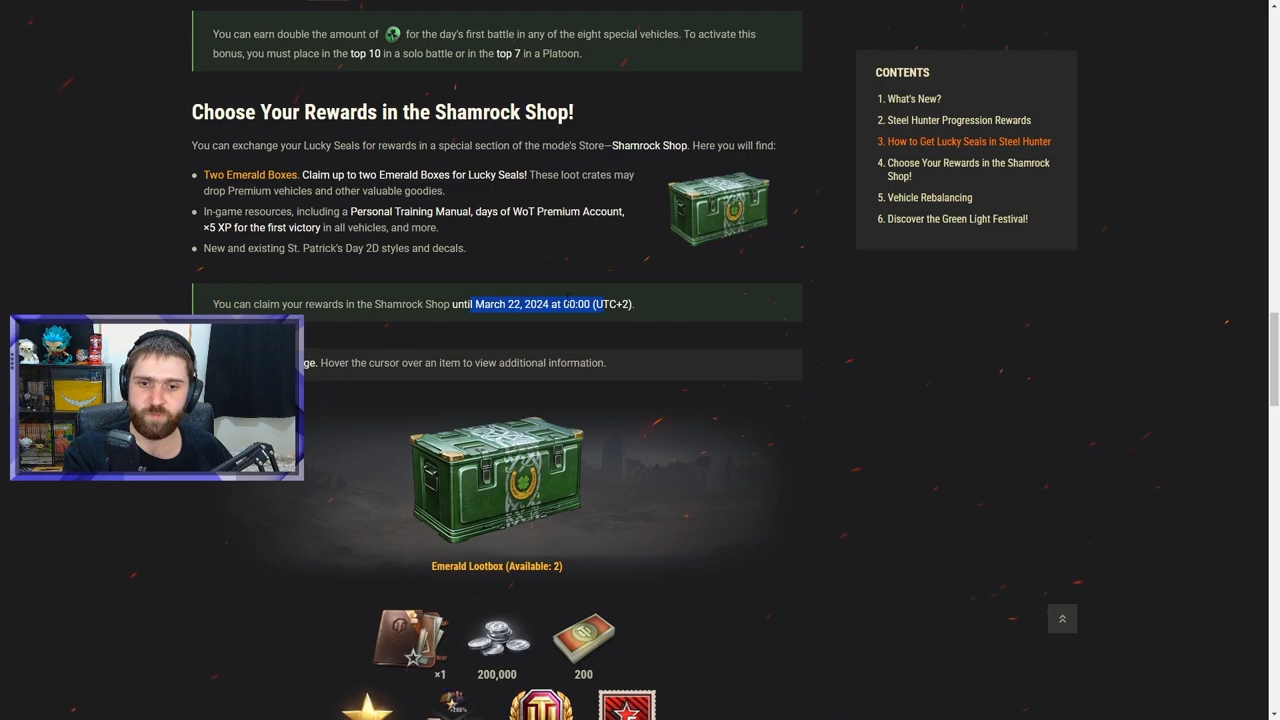 You can earn double the amount of for the day's first battle in any of the eight special vehicles. To activate this
bonus, you must place in the top 10 in a solo battle or in the top 7 in a Platoon.
Choose Your Rewards in the Shamrock Shop!
You can exchange your Lucky Seals for rewards in a special section of the mode's Store—Shamrock Shop. Here you will find:
Two Emerald Boxes. Claim up to two Emerald Boxes for Lucky Seals! These loot crates may
drop Premium vehicles and other valuable goodies.
In-game resources, including a Personal Training Manual, days of WoT Premium Account,
×5 XP for the first victory in all vehicles, and more.
New and existing St. Patrick's Day 2D styles and decals.
You can claim your rewards in the Shamrock Shop until March 22, 2024 at 00:00 (UTC+2).
ge. Hover the cursor over an item to view additional information.
Emerald Lootbox (Available: 2)
×1
200,000
200
CONTENTS
1. What's New?
2. Steel Hunter Progression Rewards
3. How to Get Lucky Seals in Steel Hunter
4. Choose Your Rewards in the Shamrock
Shop!
5. Vehicle Rebalancing
6. Discover the Green Light Festival!